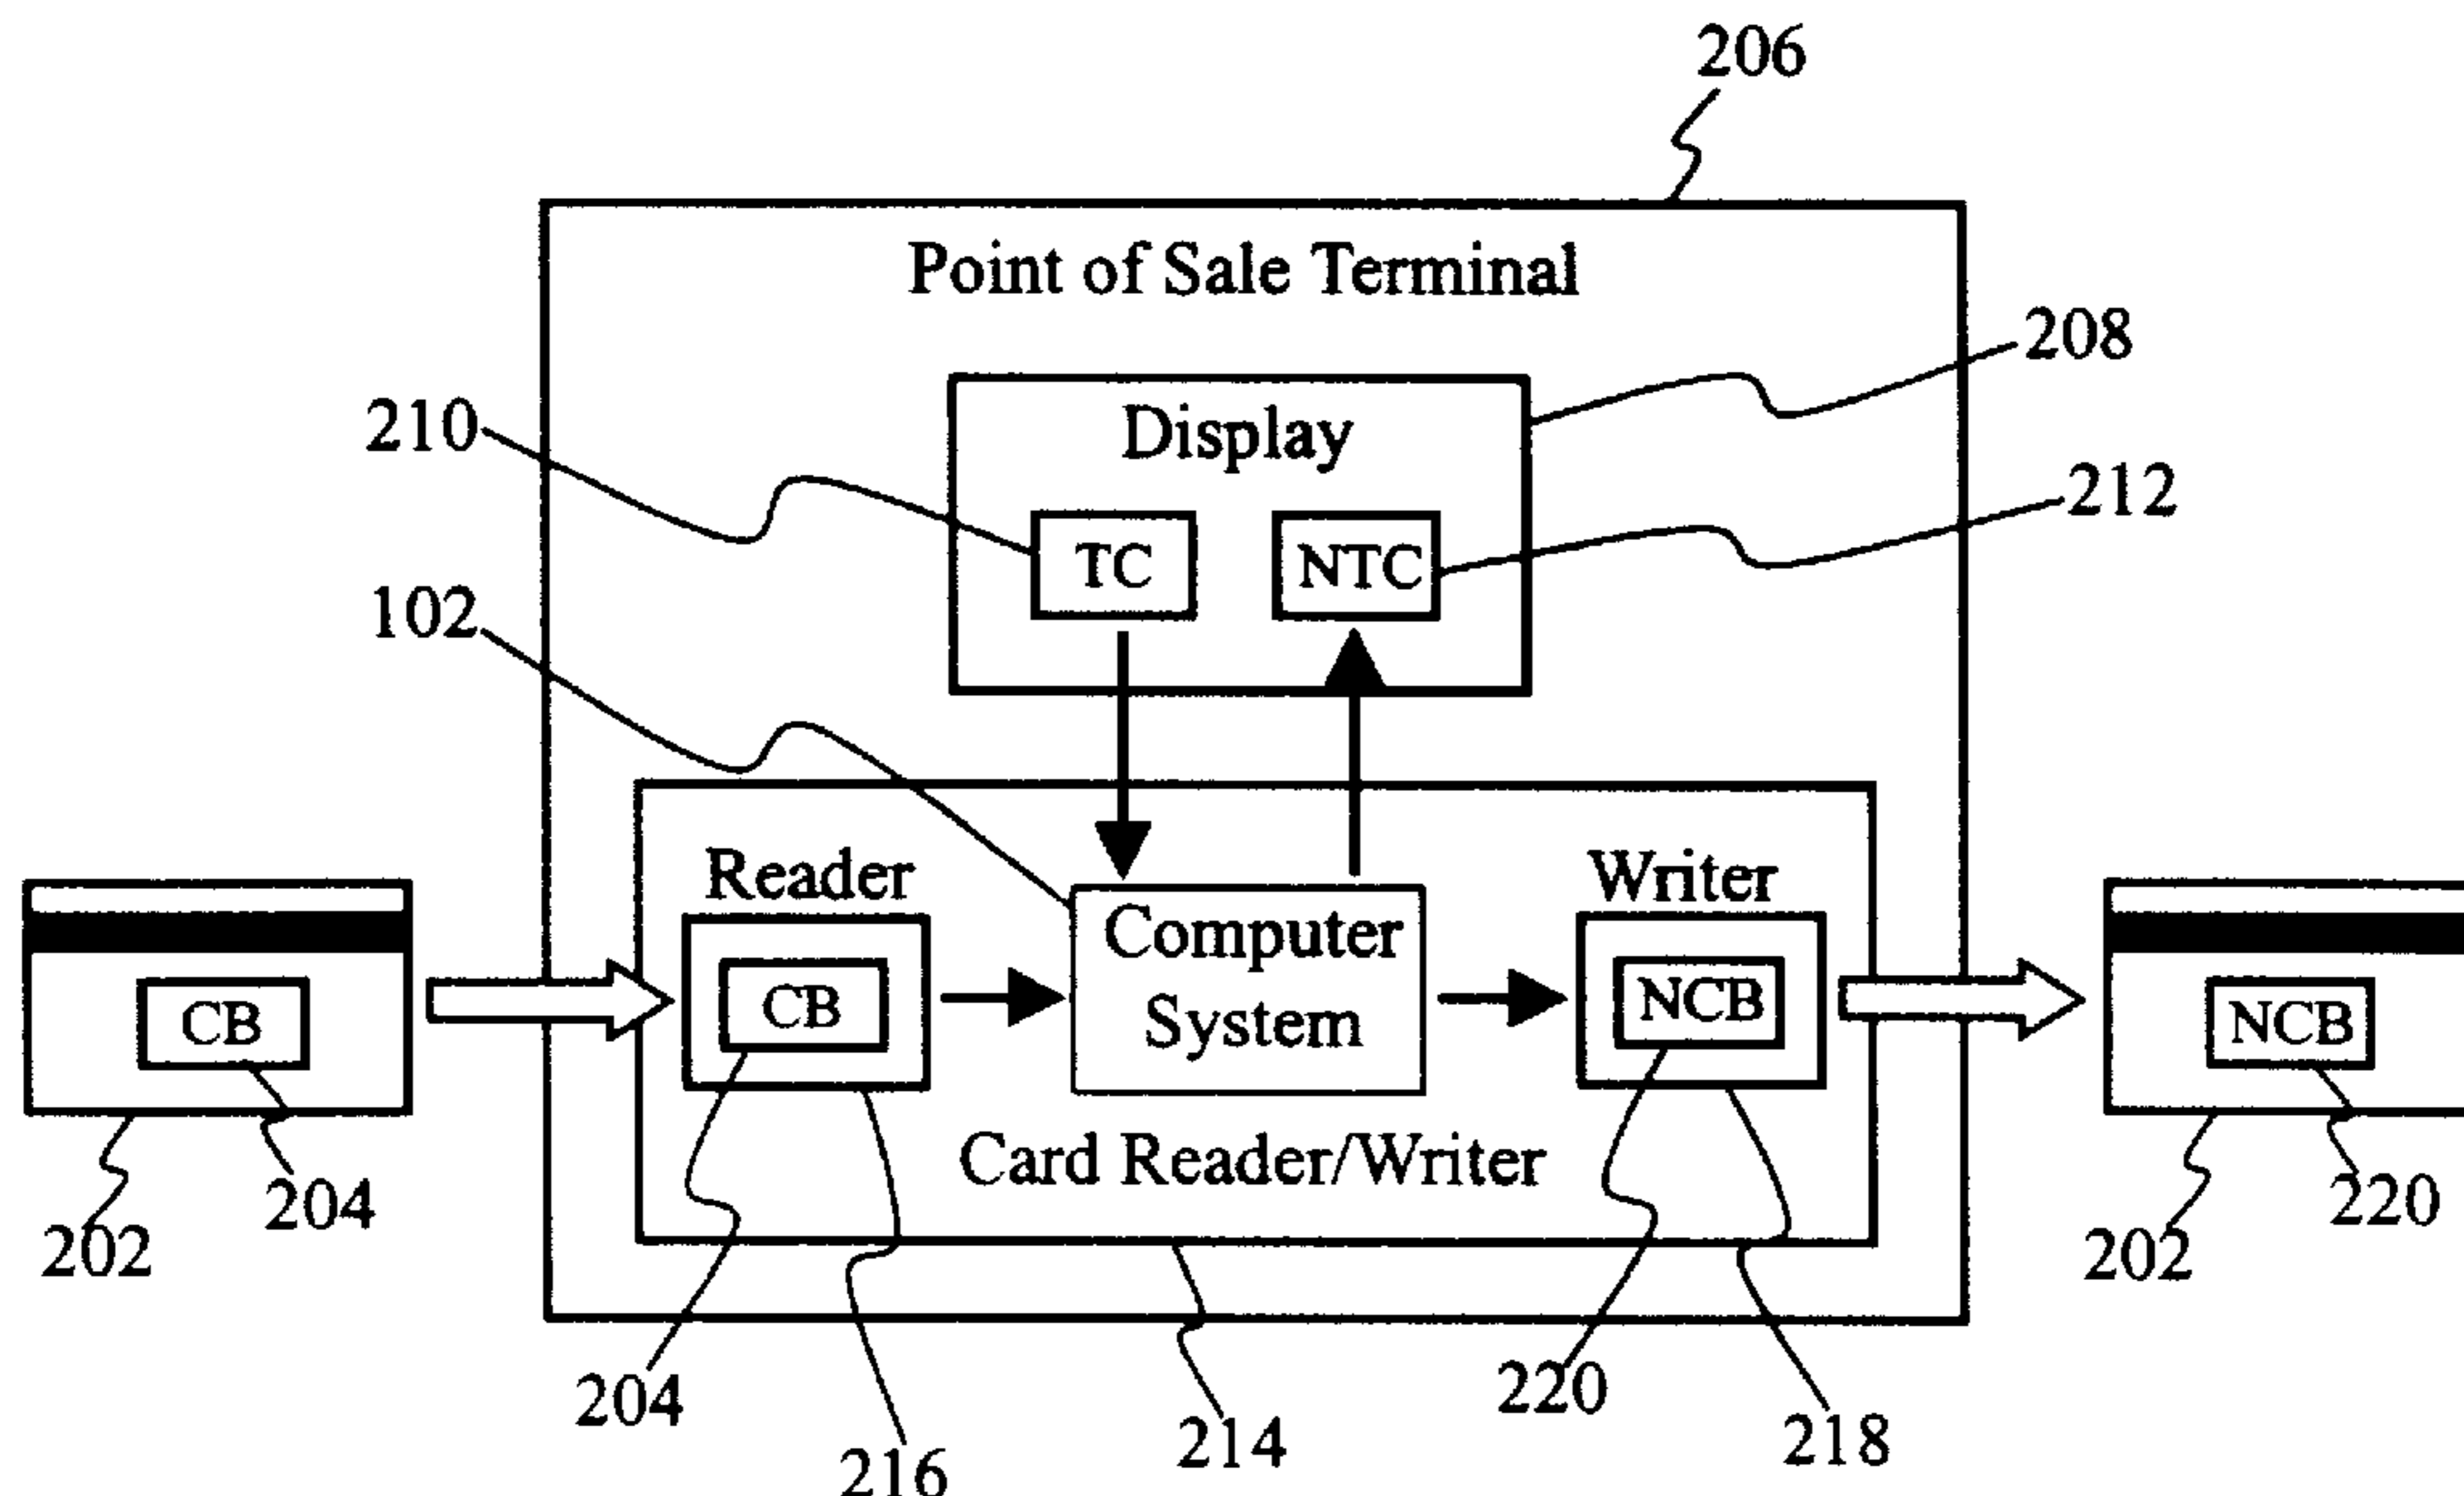 206
Point of Sale Terminal
208
Display
210
212
TC
NTC
102
Reader
Writer
Computer
System
CB
CB
NCB
NCB
Card Reader/Writer
204
220
202
202
204
220
214
218
216